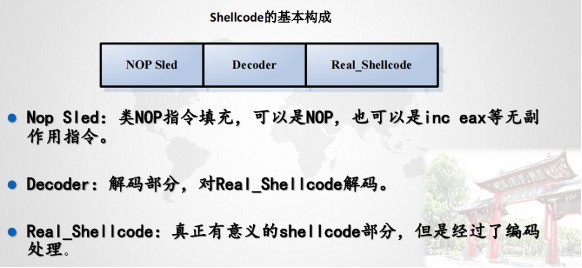 Shellcode的基本构成
NOP Sled Decoder Real_Shellcode
Nop Sled：类NOP指令填充，可以是NOP，也可以是inc eax等无副
作用指令。
Decoder：解码部分，对Real_Shellcode解码。
Real_Shellcode：真正有意义的shellcode部分，但是经过了编码
处理。